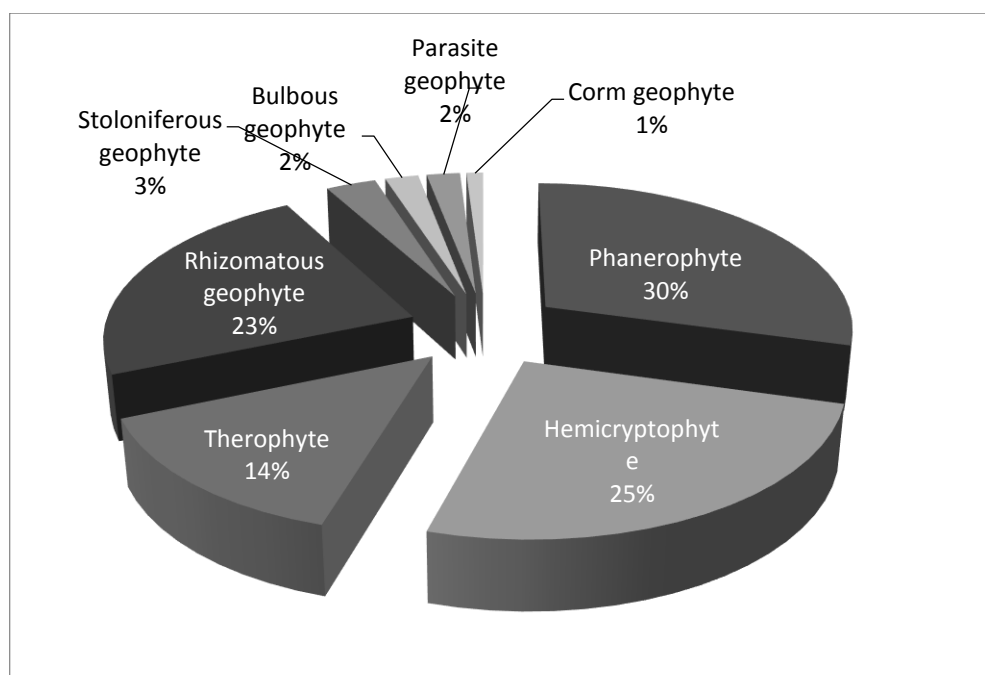 Parasite
geophyte
2%
Corm geophyte
1%
Bulbous
geophyte
2%
Stoloniferous
geophyte
3%
Rhizomatous
geophyte
23%
Phanerophyte
30%
Therophyte
14%
Hemicryptophyt
e
25%